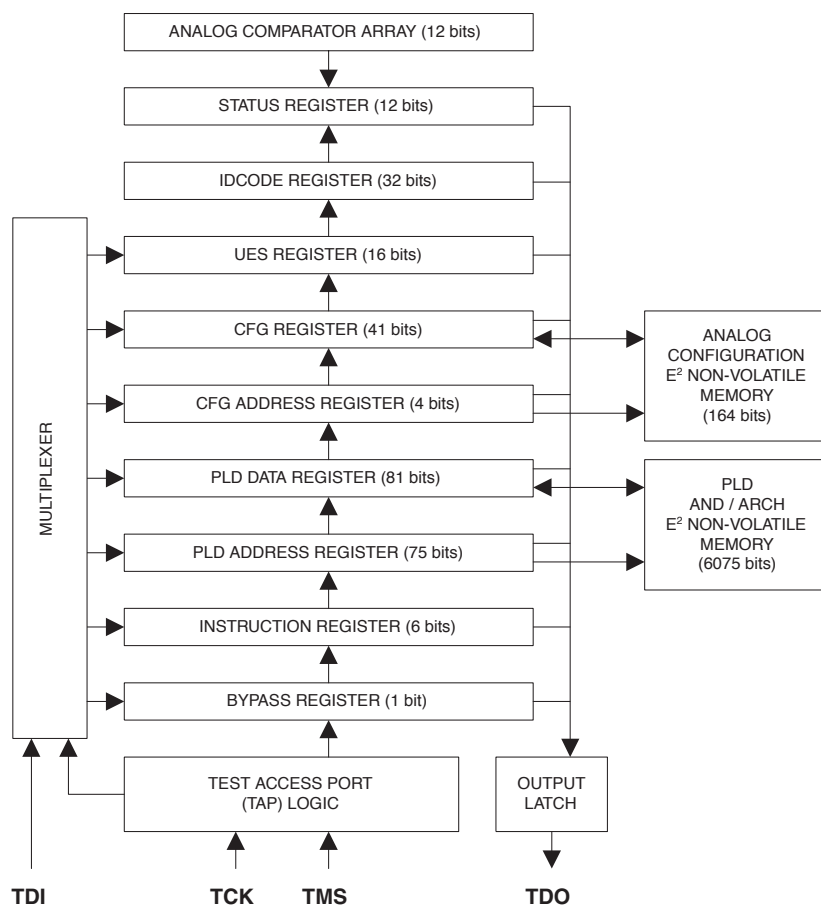 ANALOG COMPARATOR ARRAY (12 bits)
STATUS REGISTER (12 bits)
IDCODE REGISTER (32 bits)
UES REGISTER (16 bits)
CFG REGISTER (41 bits)
CFG ADDRESS REGISTER (4 bits)
PLD DATA REGISTER (81 bits)
PLD ADDRESS REGISTER (75 bits)
INSTRUCTION REGISTER (6 bits)
BYPASS REGISTER (1 bit)
MULTIPLEXER
ANALOG
CONFIGURATION
E² NON-VOLATILE
MEMORY
(164 bits)
PLD
AND / ARCH
E² NON-VOLATILE
MEMORY
(6075 bits)
TEST ACCESS PORT
(TAP) LOGIC
OUTPUT
LATCH
TDI
TCK
TMS
TDO